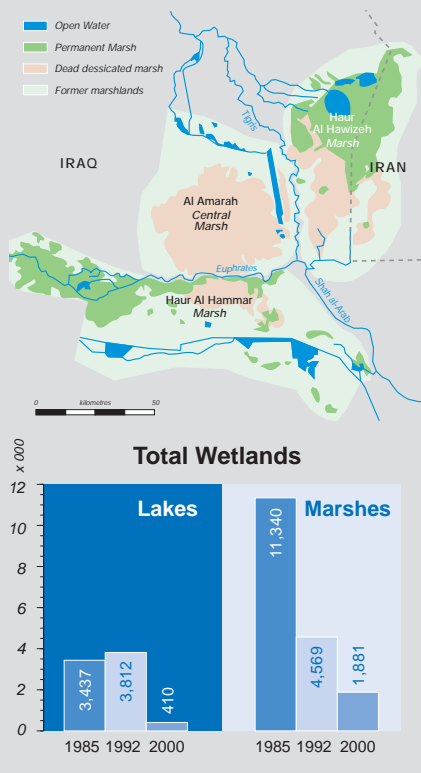 Open Water
Permanent Marsh
Dead dessicated marsh
Former marshlands
Tigris
Haur
Al Hawizeh
Marsh
IRAQ
IRAN
Al Amarah
Central
Marsh
Euphrates
Haur Al Hammar
Marsh
Shah al-Arab
0 kilometres 50
Total Wetlands
x 000
12
10
8
6
4
2
0
Lakes
Marshes
3,437
3,812
410
11,340
4,569
1,881
1985 1992 2000
1985 1992 2000